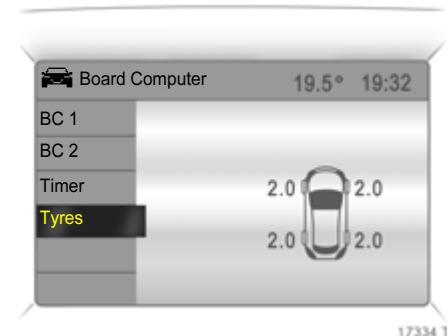 Board Computer 19.5° 19:32
BC 1
BC 2
Timer
Tyres
2.0 2.0
2.0 2.0
17334 T